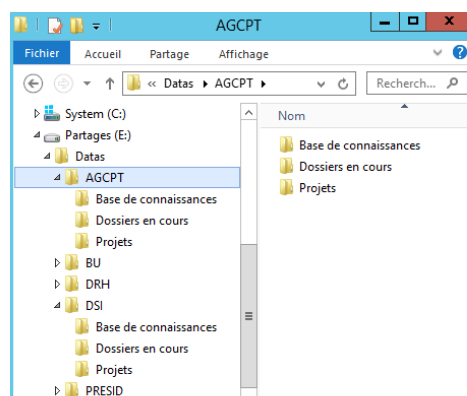 AGCPT
Fichier Accueil Partage Affichage
« Datas AGCPT Recherch...
System (C:)
Partages (E:)
Datas
AGCPT
Base de connaissances
Dossiers en cours
Projets
BU
DRH
DSI
Base de connaissances
Dossiers en cours
Projets
PRESID
Nom
Base de connaissances
Dossiers en cours
Projets